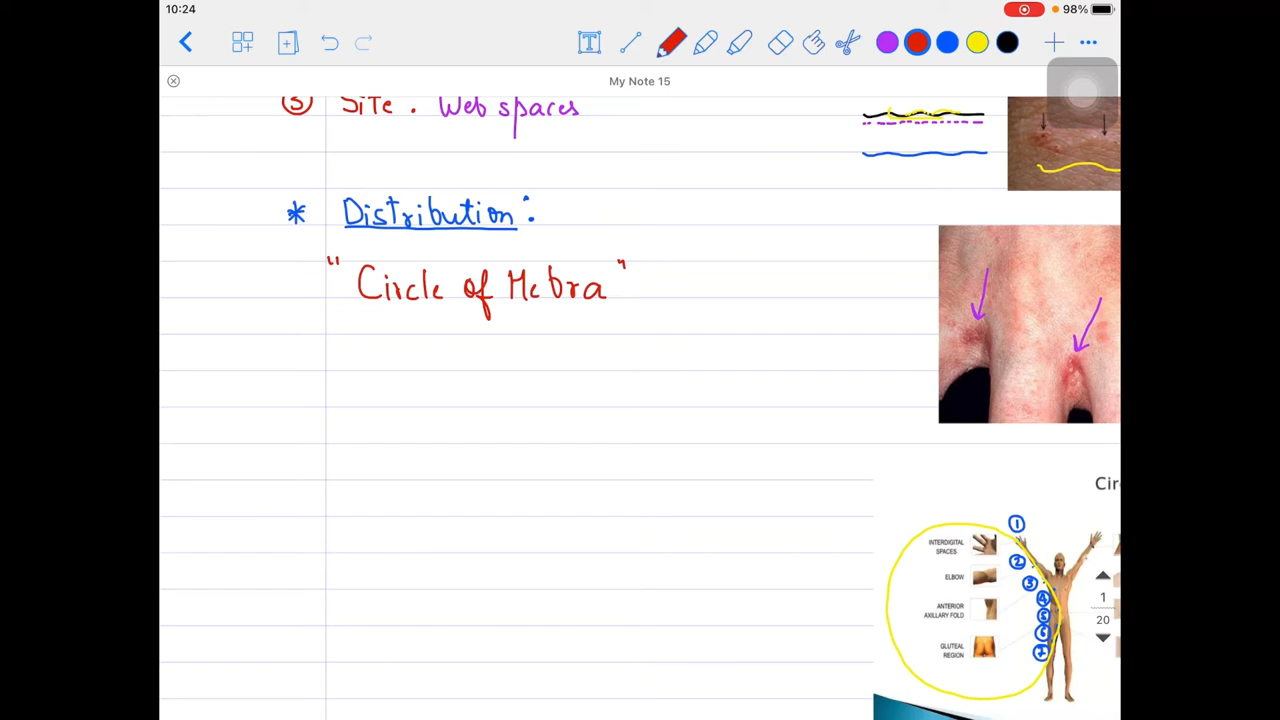 10:24
98%
My Note 15
③ Site . Web spaces
* Distribution :
"Circle of Hebra"
Cir
①
INTERDIGITAL
SPACES
②
ELBOW
③
④
1
ANTERIOR
AXILLARY FOLD
⑤
20
⑥
GLUTEAL
REGION
⑦